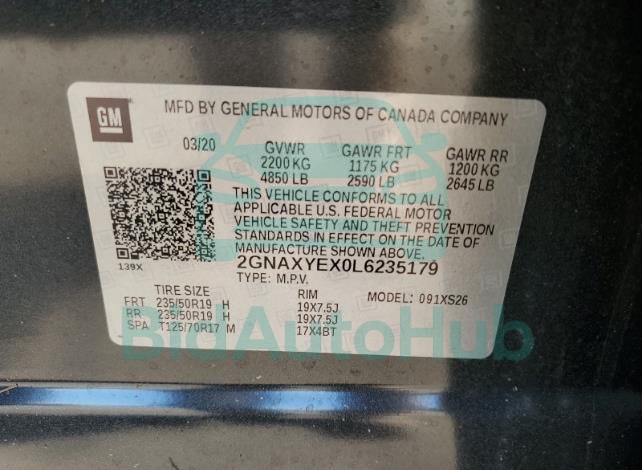 GM
MFD BY GENERAL MOTORS OF CANADA COMPANY
03/20 GVWR GAWR FRT GAWR RR
2200 KG 1175 KG 1200 KG
4850 LB 2590 LB 2645 LB
THIS VEHICLE CONFORMS TO ALL
APPLICABLE U.S. FEDERAL MOTOR
VEHICLE SAFETY AND THEFT PREVENTION
STANDARDS IN EFFECT ON THE DATE OF
MANUFACTURE SHOWN ABOVE.
139X 2GNAXYEX0L6235179
TYPE: M.P.V.
TIRE SIZE RIM MODEL: 091XS26
FRT 235/50R19 H 19X7.5J
RR 235/50R19 H 19X7.5J
SPA T125/70R17 M 17X4BT
BidAutoHub